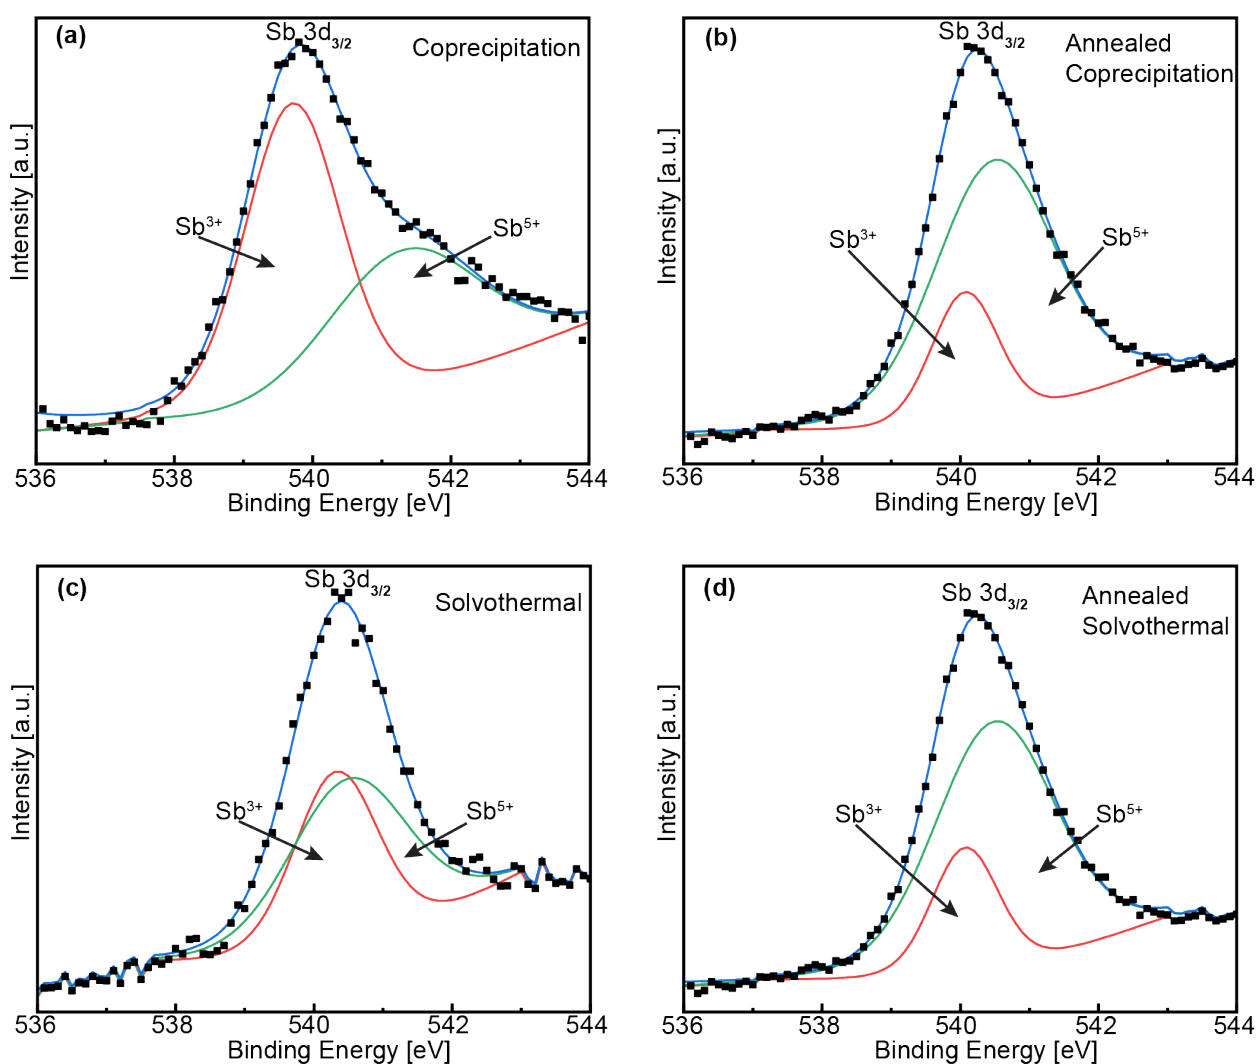 (a)
Sb 3d3/2
Coprecipitation
Sb3+
Sb5+
Intensity [a.u.]
536 538 540 542 544
Binding Energy [eV]
(b)
Sb 3d3/2
Annealed
Coprecipitation
Sb3+
Sb5+
Intensity [a.u.]
536 538 540 542 544
Binding Energy [eV]
(c)
Sb 3d3/2
Solvothermal
Sb3+
Sb5+
Intensity [a.u.]
536 538 540 542 544
Binding Energy [eV]
(d)
Sb 3d3/2
Annealed
Solvothermal
Sb3+
Sb5+
Intensity [a.u.]
536 538 540 542 544
Binding Energy [eV]